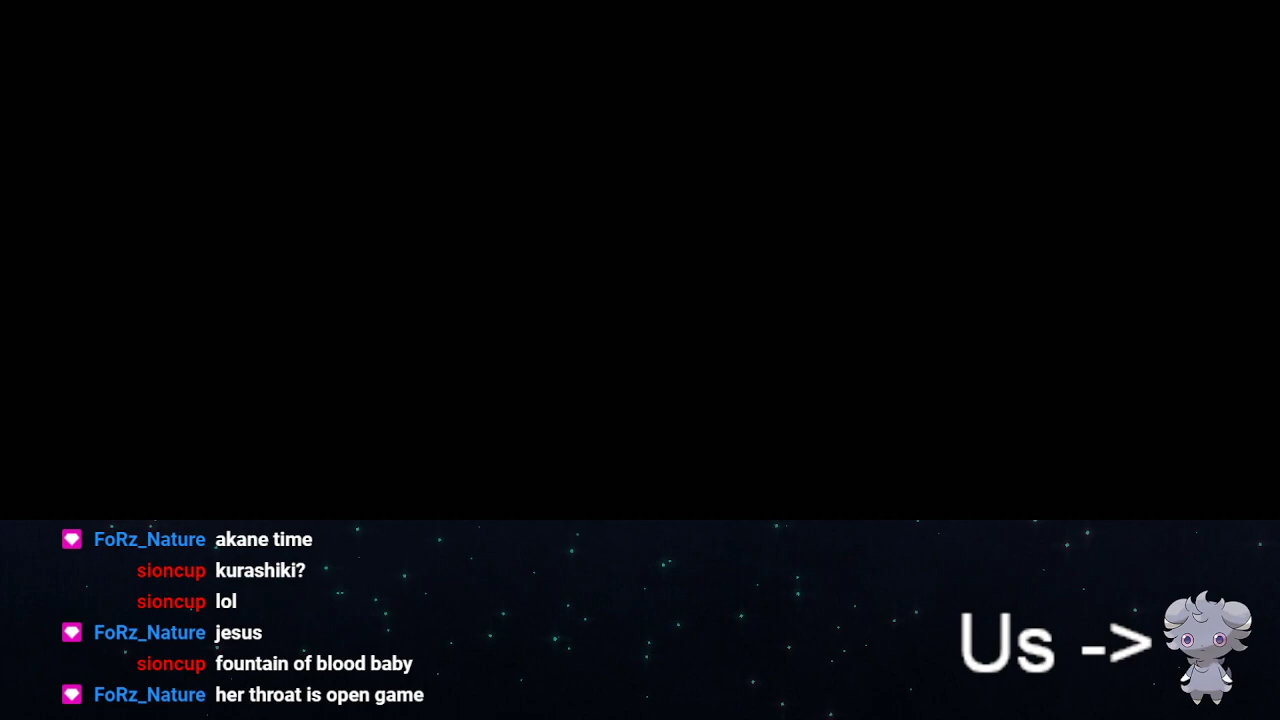 FoRz_Nature akane time
sioncup kurashiki?
sioncup lol
FoRz_Nature jesus
sioncup fountain of blood baby
FoRz_Nature her throat is open game
Us ->